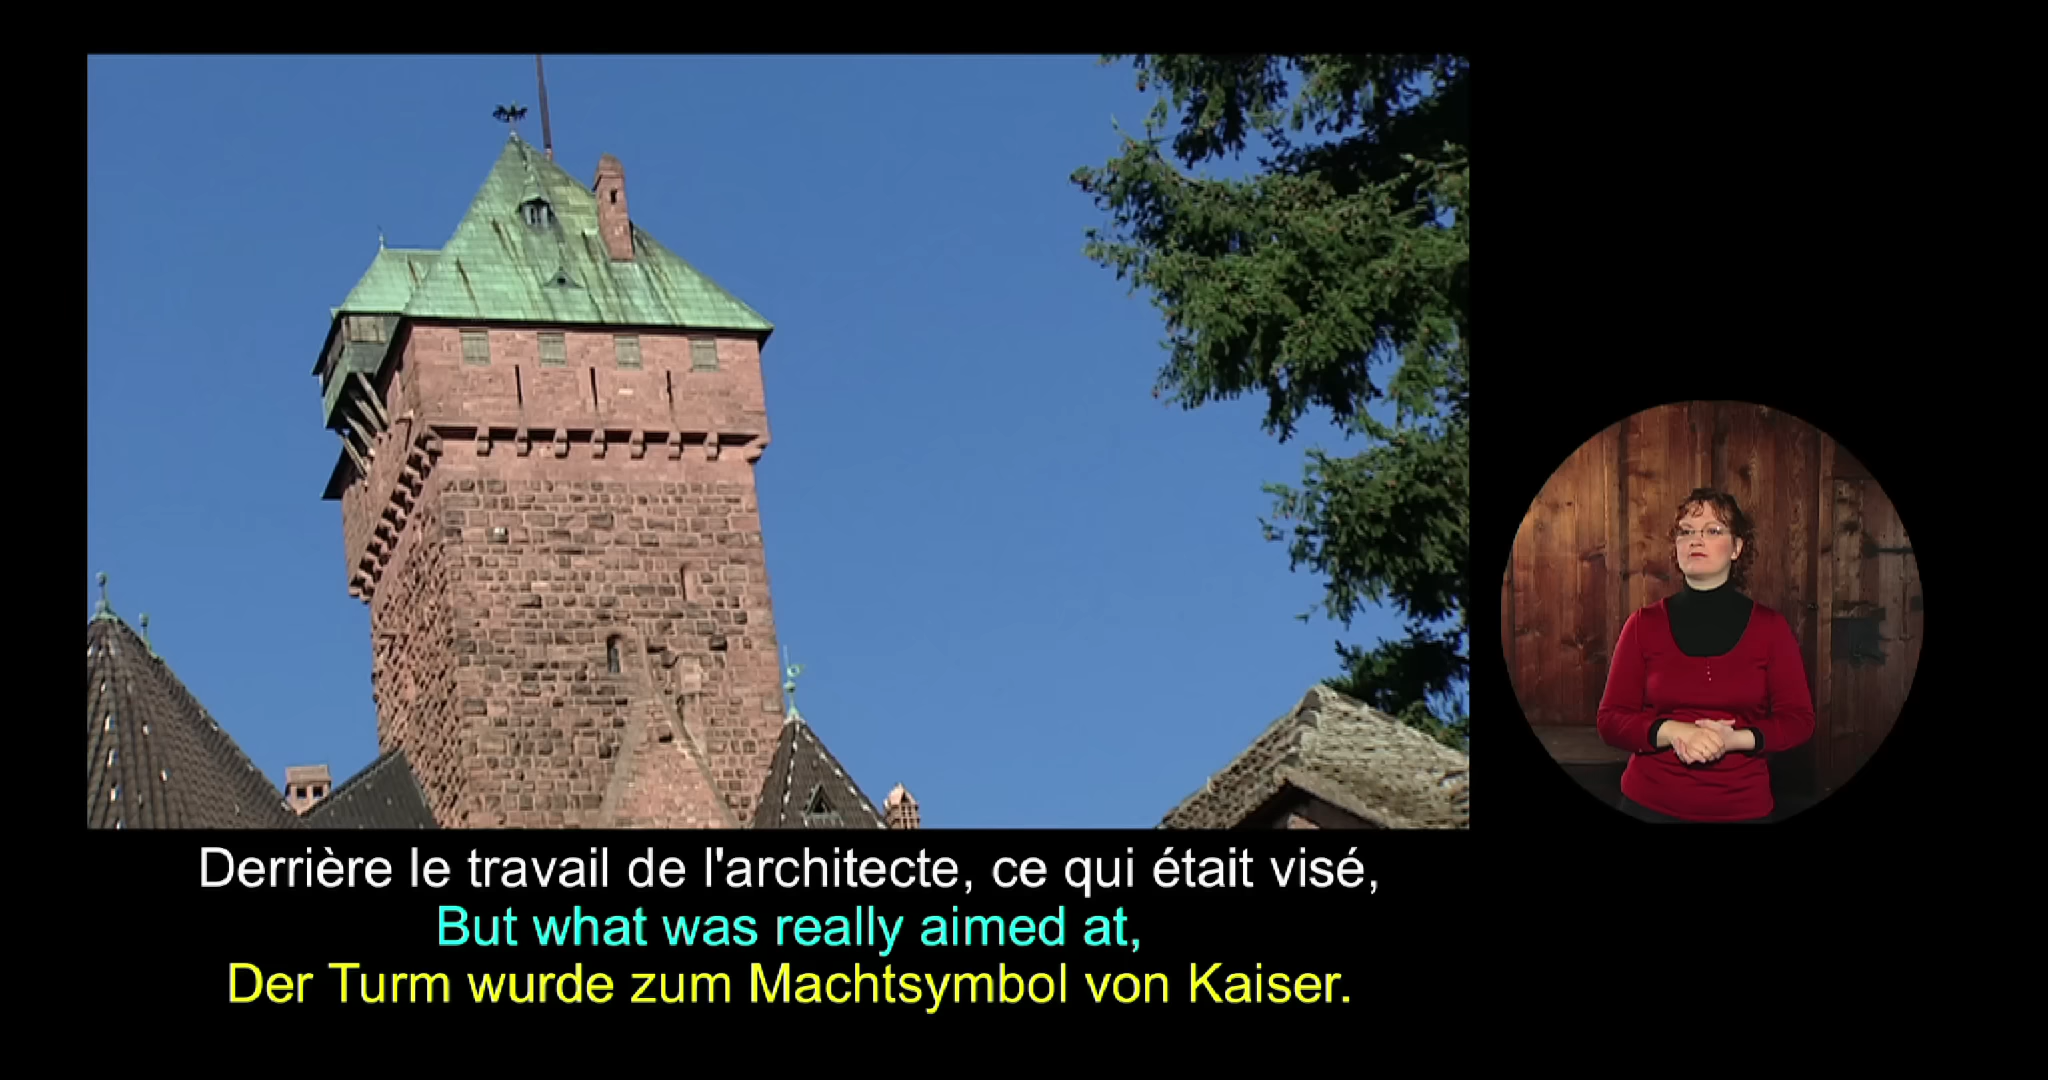 Derrière le travail de l'architecte, ce qui était visé,
But what was really aimed at,
Der Turm wurde zum Machtsymbol von Kaiser.